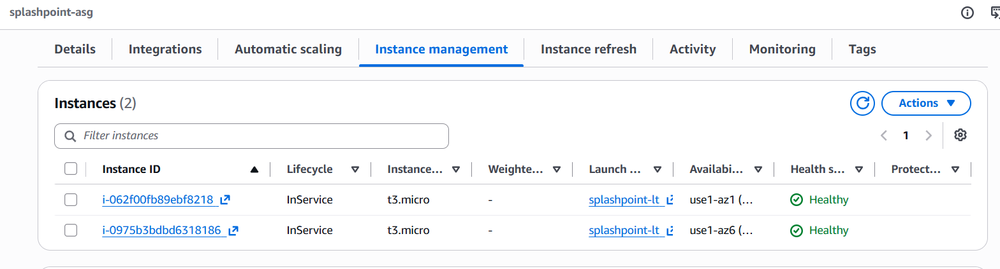 splashpoint-asg
Details Integrations Automatic scaling Instance management Instance refresh Activity Monitoring Tags
Instances (2)
Actions
Filter instances
1
Instance ID Lifecycle Instance... Weighte... Launch ... Availabi... Health s... Protect...
i-062f00fb89ebf8218 InService t3.micro - splashpoint-lt use1-az1 (... Healthy
i-0975b3bdbd6318186 InService t3.micro - splashpoint-lt use1-az6 (... Healthy